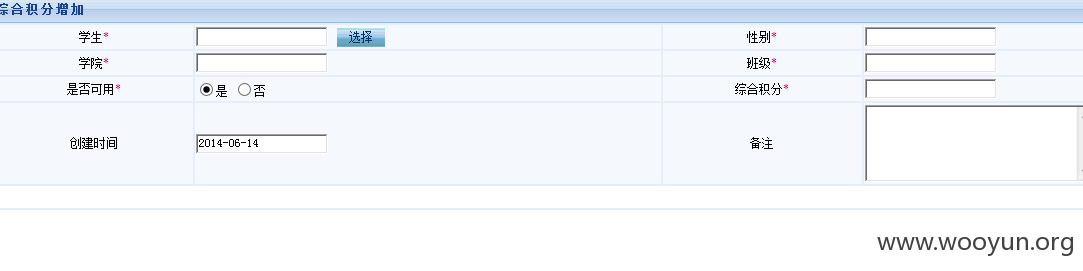 综合积分增加
学生* 选择 性别*
学院* 班级*
是否可用* 是 否 综合积分*
创建时间 2014-06-14 备注
www.wooyun.org